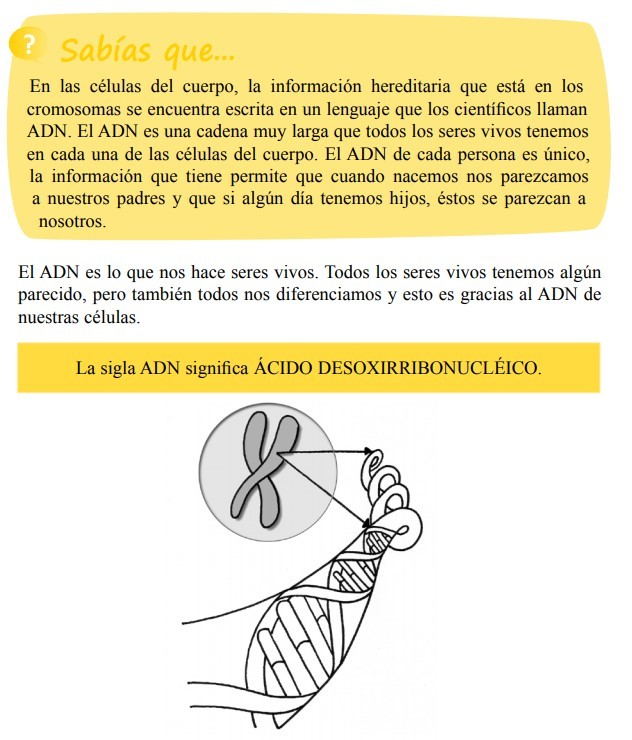 ?
Sabías que...
En las células del cuerpo, la información hereditaria que está en los
cromosomas se encuentra escrita en un lenguaje que los científicos llaman
ADN. El ADN es una cadena muy larga que todos los seres vivos tenemos
en cada una de las células del cuerpo. El ADN de cada persona es único,
la información que tiene permite que cuando nacemos nos parezcamos
a nuestros padres y que si algún día tenemos hijos, éstos se parezcan a
nosotros.
El ADN es lo que nos hace seres vivos. Todos los seres vivos tenemos algún
parecido, pero también todos nos diferenciamos y esto es gracias al ADN de
nuestras células.
La sigla ADN significa ÁCIDO DESOXIRRIBONUCLÉICO.